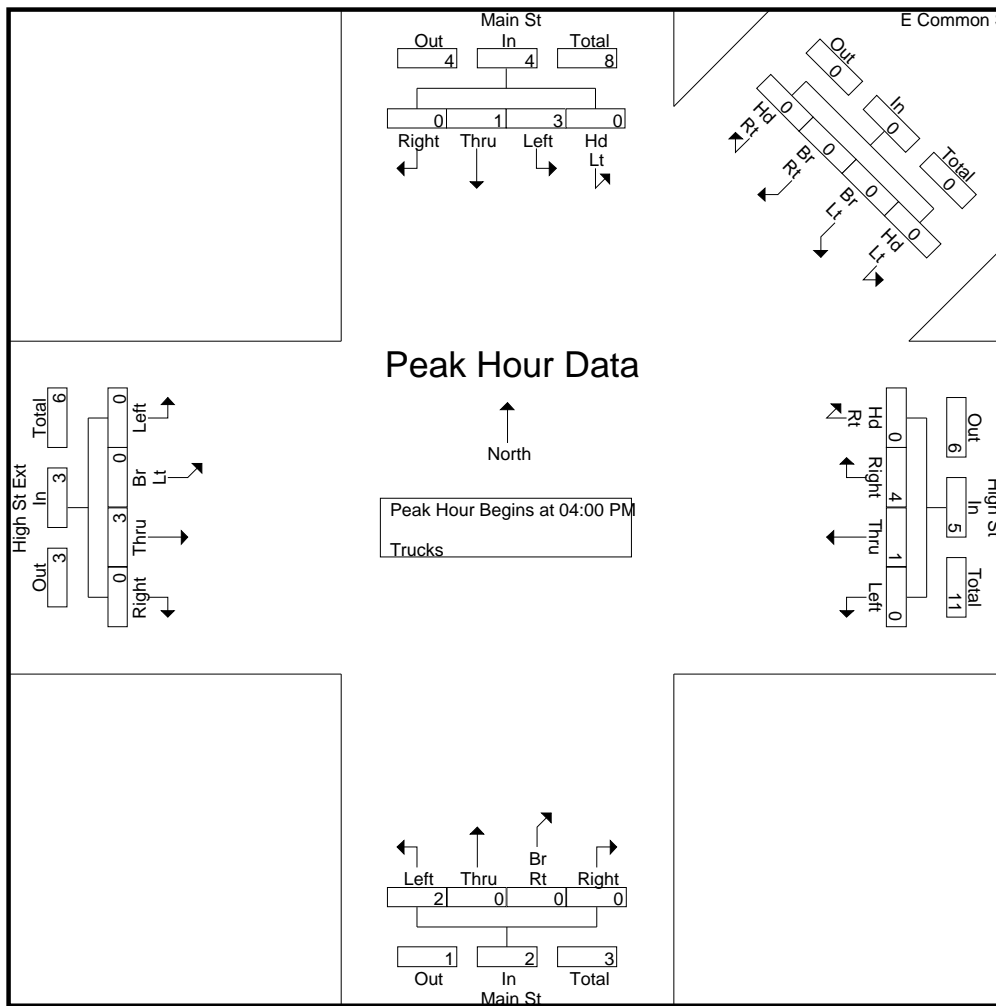 Main St
Out In Total
4 4 8
0 1 3 0
Right Thru Left Hd
Lt
E Common
Out
0
In
0
Total
0
0 0 0 0
Hd
Rt
Br
Rt
Br
Lt
Hd
Lt
Peak Hour Data
North
Peak Hour Begins at 04:00 PM
Trucks
High St Ext
Out In Total
3 3 6
0 3 0 0
Right Thru Br
Lt
Left
High St
Out In Total
6 5 11
0 4 1 0
Hd
Rt
Right Thru Left
Br
Left Thru Rt Right
2 0 0 0
1 2 3
Out In Total
Main St